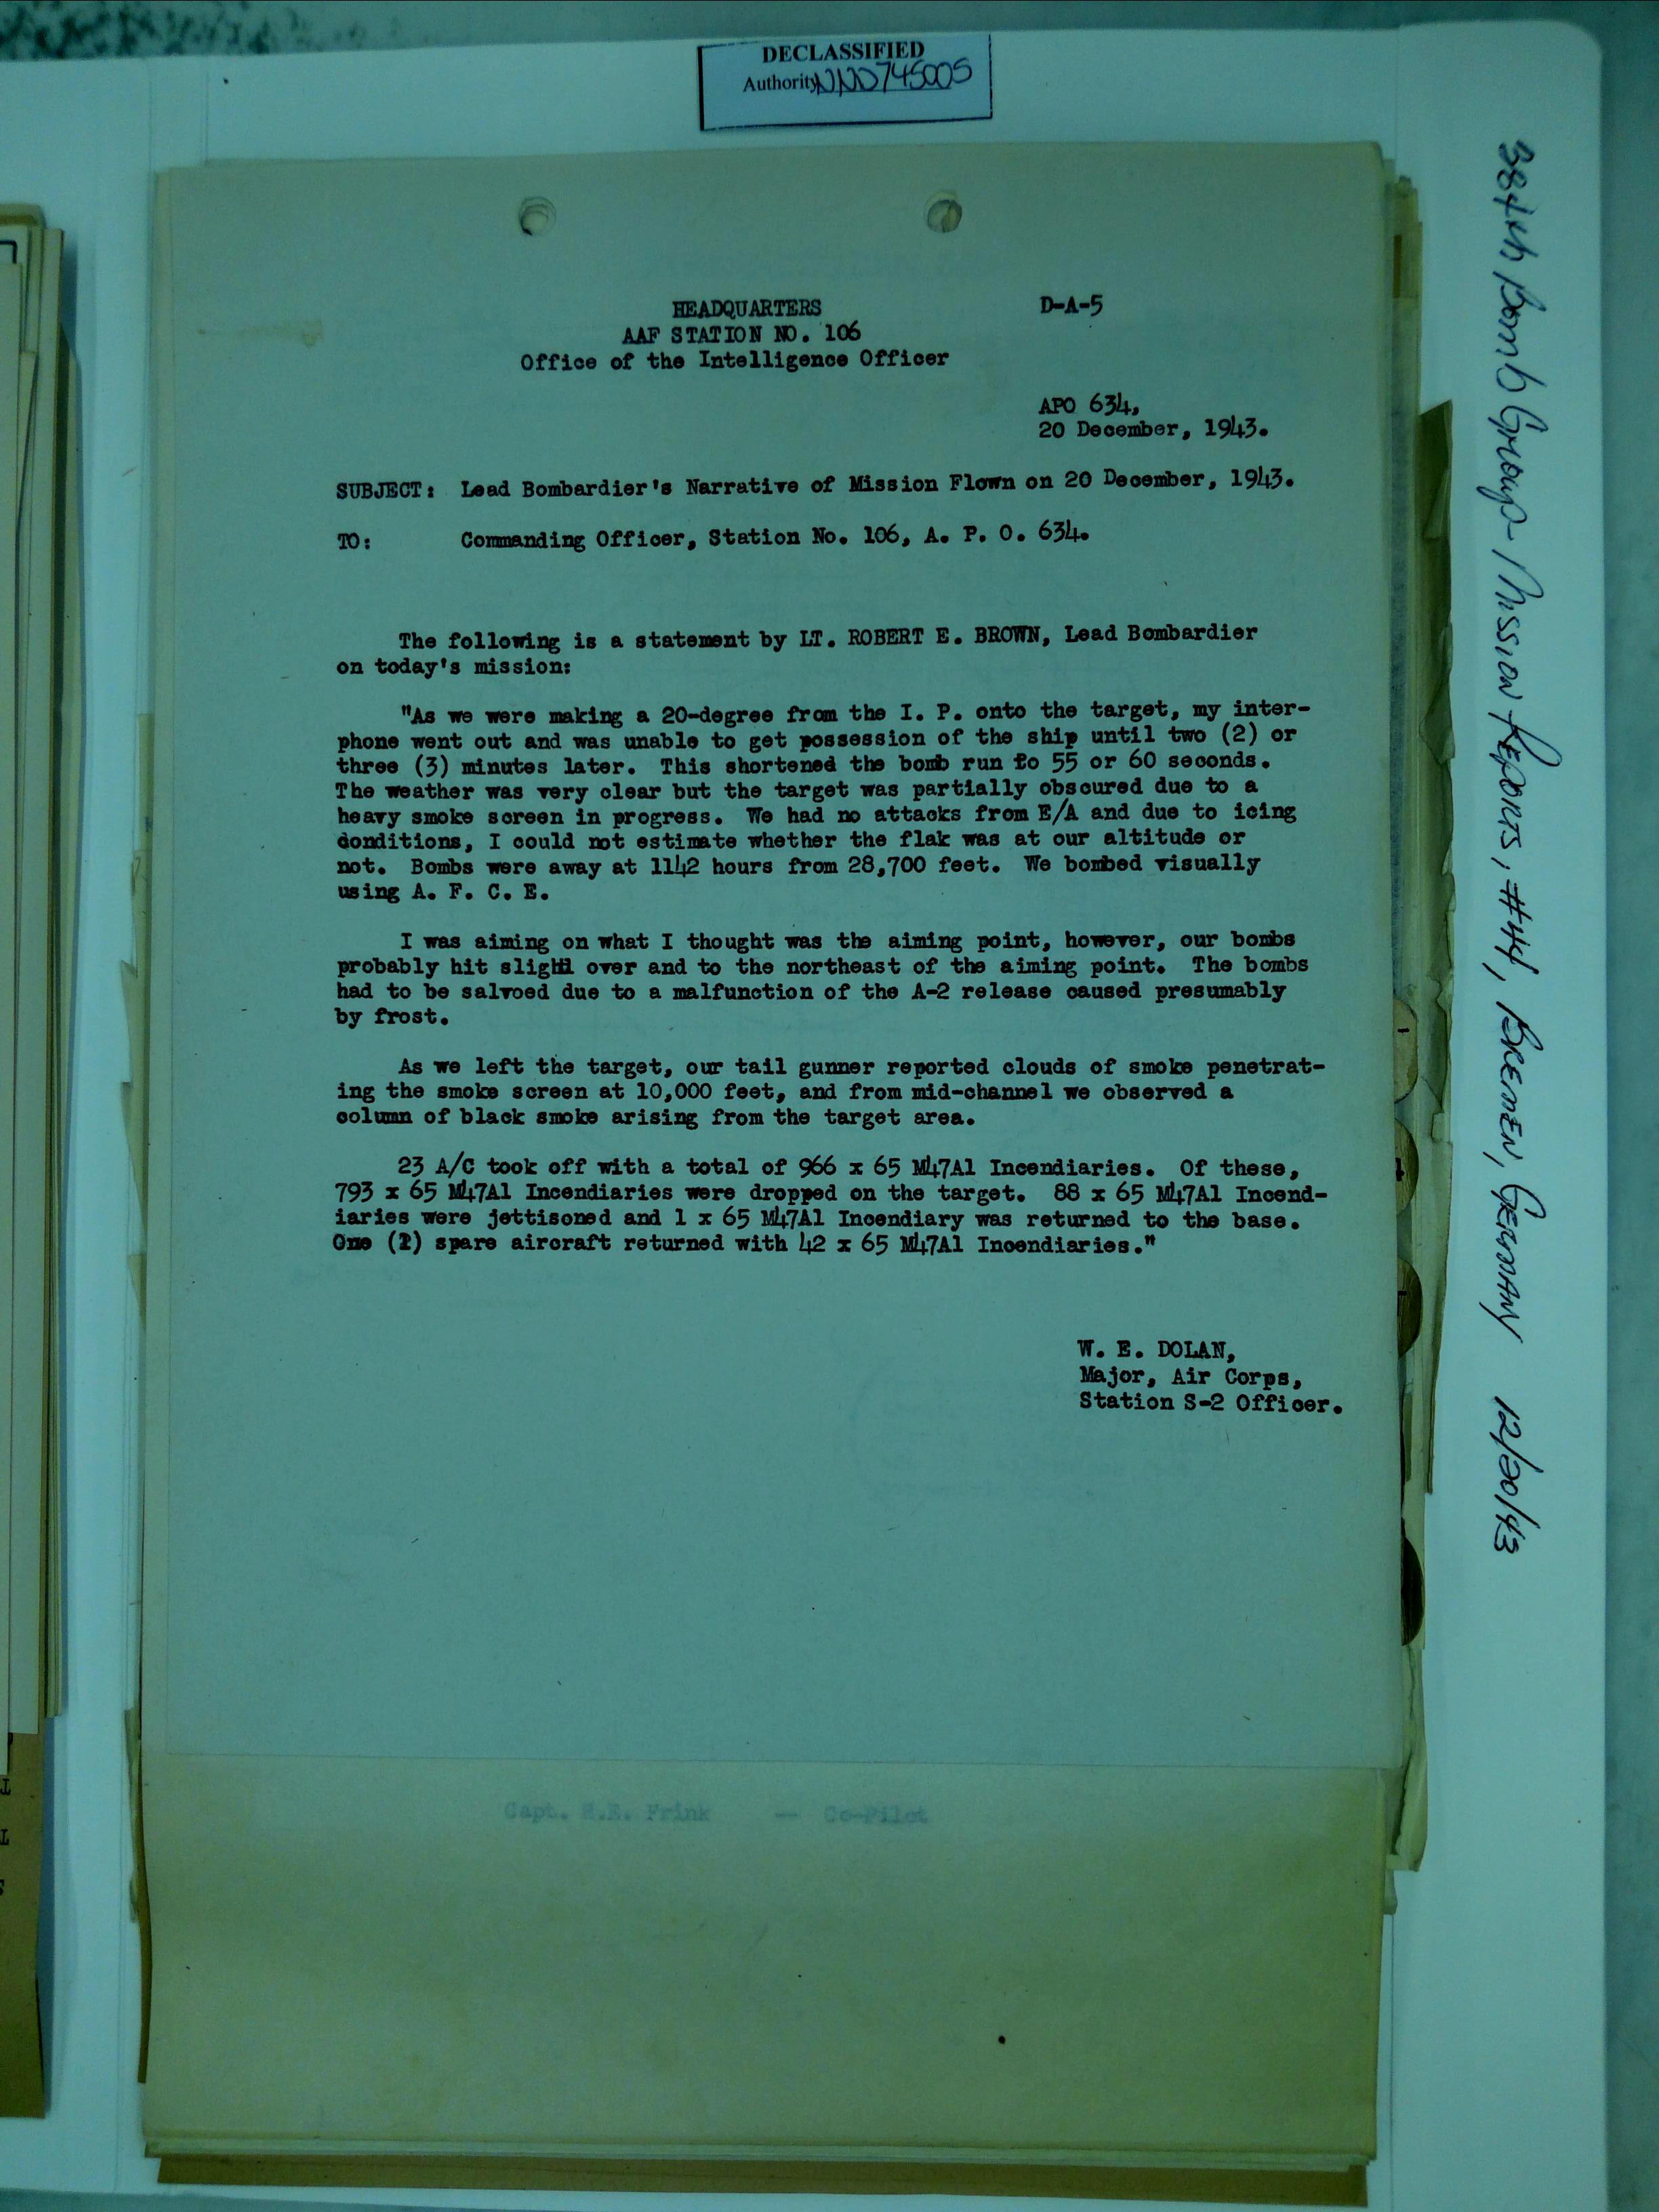 DECLASSIFIED
Authority NND745005
HEADQUARTERS
D-A-5
AAF STATION NO. 106
Office of the Intelligence Officer
APO 634,
20 December, 1943.
SUBJECT: Lead Bombardier's Narrative of Mission Flown on 20 December, 1943.
TO: Commanding Officer, Station No. 106, A. P. O. 634.
The following is a statement by LT. ROBERT E. BROWN, Lead Bombardier
on today's mission:
"As we were making a 20-degree from the I. P. onto the target, my inter-
phone went out and was unable to get possession of the ship until two (2) or
three (3) minutes later. This shortened the bomb run to 55 or 60 seconds.
The weather was very clear but the target was partially obscured due to a
heavy smoke screen in progress. We had no attacks from E/A and due to icing
conditions, I could not estimate whether the flak was at our altitude or
not. Bombs were away at 1142 hours from 28,700 feet. We bombed visually
using A. F. C. E.
I was aiming on what I thought was the aiming point, however, our bombs
probably hit slightl over and to the northeast of the aiming point. The bombs
had to be salvoed due to a malfunction of the A-2 release caused presumably
by frost.
As we left the target, our tail gunner reported clouds of smoke penetrat-
ing the smoke screen at 10,000 feet, and from mid-channel we observed a
column of black smoke arising from the target area.
23 A/C took off with a total of 966 x 65 M47A1 Incendiaries. Of these,
793 x 65 M47A1 Incendiaries were dropped on the target. 88 x 65 M47A1 Incend-
iaries were jettisoned and 1 x 65 M47A1 Incendiary was returned to the base.
One (1) spare aircraft returned with 42 x 65 M47A1 Incendiaries."
W. E. DOLAN,
Major, Air Corps,
Station S-2 Officer.
Capt. H.E. Frink — Co-Pilot
384th Bomb Group - Mission Reports, #44, Bremen, Germany 12/20/43